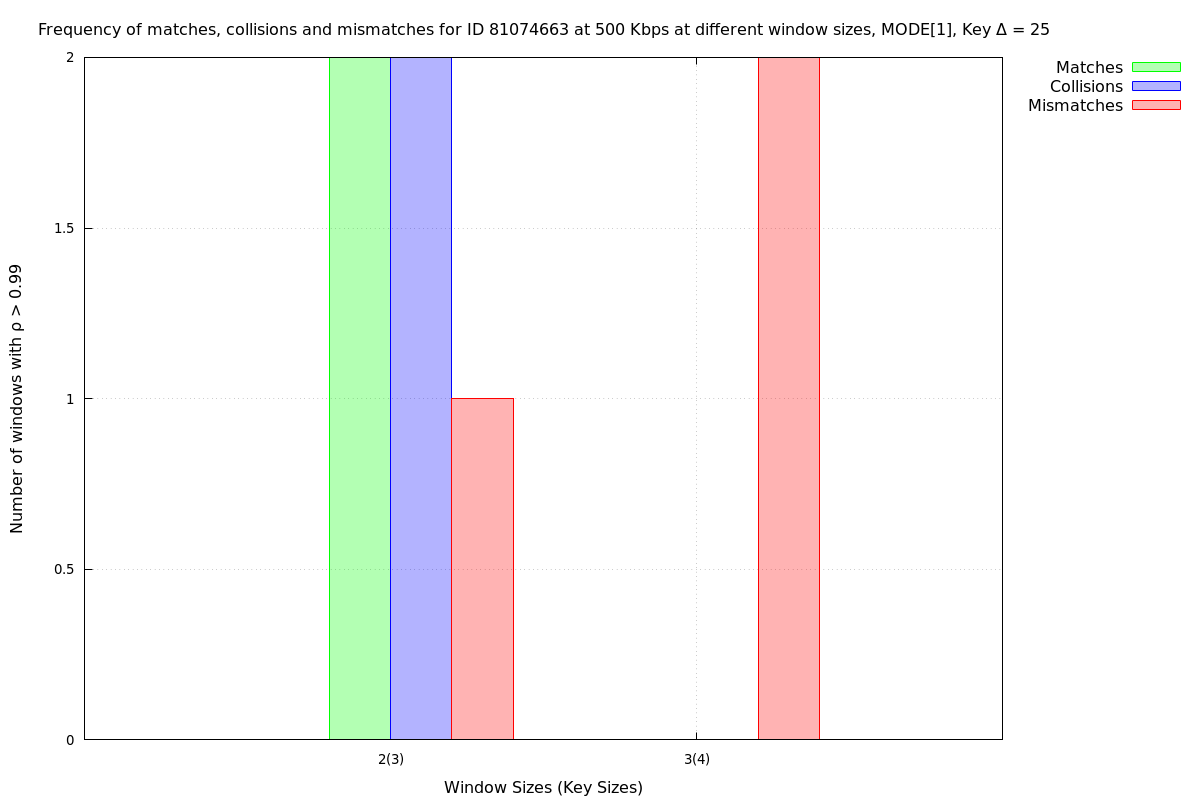 Frequency of matches, collisions and mismatches for ID 81074663 at 500 Kbps at different window sizes, MODE[1], Key Δ = 25
Matches
Collisions
Mismatches
Number of windows with ρ > 0.99
2
1.5
1
0.5
0
2(3)
3(4)
Window Sizes (Key Sizes)